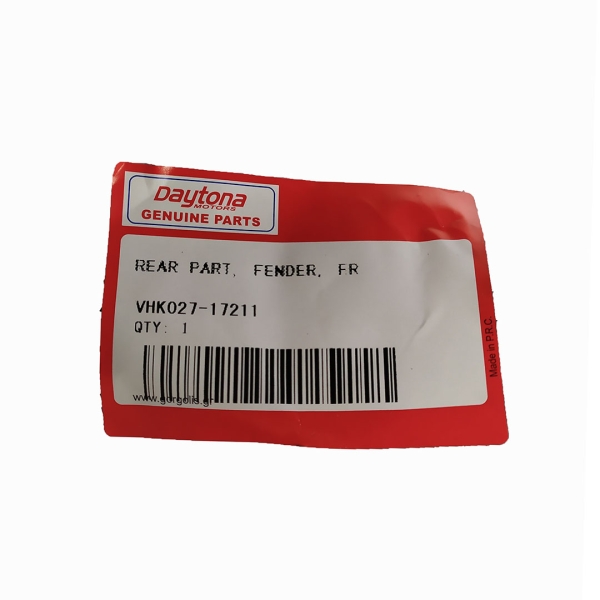 Daytona
MOTORS
GENUINE PARTS
REAR PART, FENDER, FR
VHK027-17211
QTY: 1
www.gorgolis.gr
Made in P.R.C.